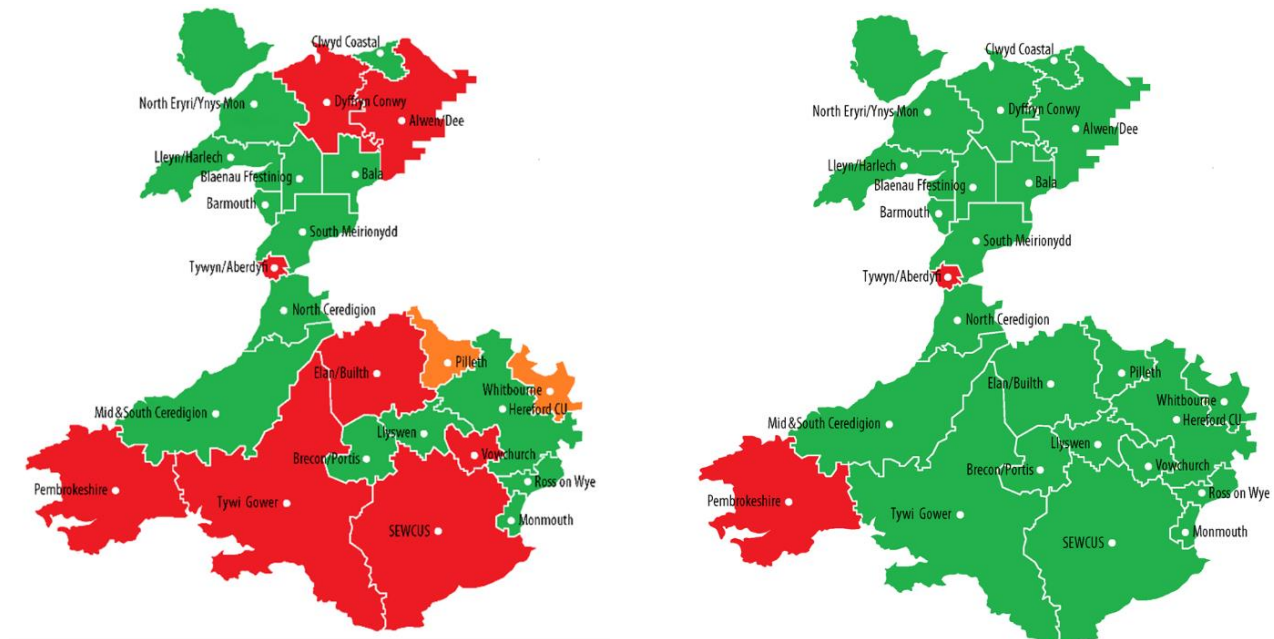 Clwyd Coastal
Dyffryn Conwy
North Eryri/Ynys Mon
Alwen/Dee
Lleyn/Harlech
Blaenau Ffestiniog
Bala
Barmouth
South Meirionydd
Tywyn/Aberdyfi
North Ceredigion
Pilleth
Elan/Builth
Whitbourne
Hereford CU
Mid&South Ceredigion
Llyswen
Vowchurch
Brecon/Portis
Ross on Wye
Pembrokeshire
Tywi Gower
Monmouth
SEWCUS
Clwyd Coastal
Dyffryn Conwy
North Eryri/Ynys Mon
Alwen/Dee
Lleyn/Harlech
Blaenau Ffestiniog
Bala
Barmouth
South Meirionydd
Tywyn/Aberdyfi
North Ceredigion
Pilleth
Elan/Builth
Whitbourne
Hereford CU
Mid&South Ceredigion
Llyswen
Vowchurch
Brecon/Portis
Ross on Wye
Pembrokeshire
Tywi Gower
Monmouth
SEWCUS